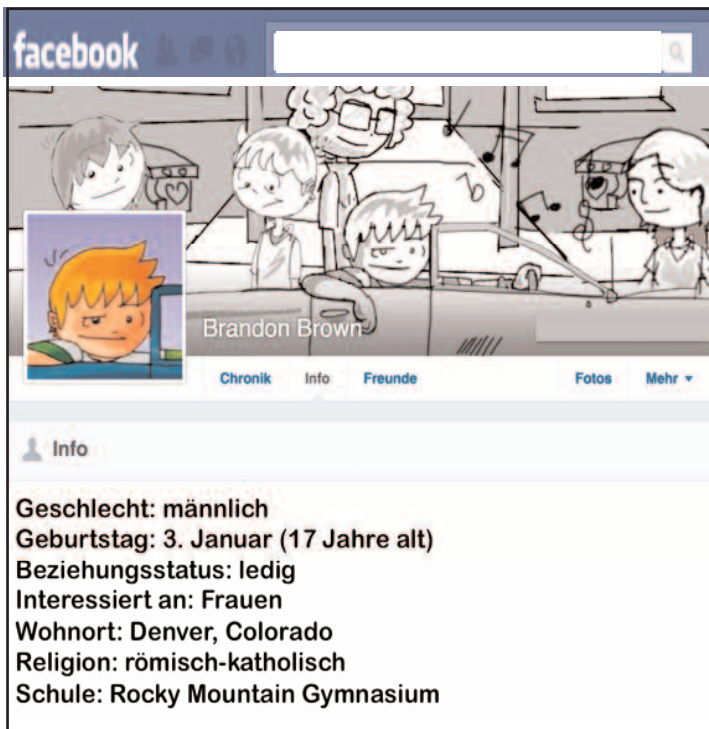 facebook
Brandon Brown
Chronik Info Freunde Fotos Mehr
Info
Geschlecht: männlich
Geburtstag: 3. Januar (17 Jahre alt)
Beziehungsstatus: ledig
Interessiert an: Frauen
Wohnort: Denver, Colorado
Religion: römisch-katholisch
Schule: Rocky Mountain Gymnasium